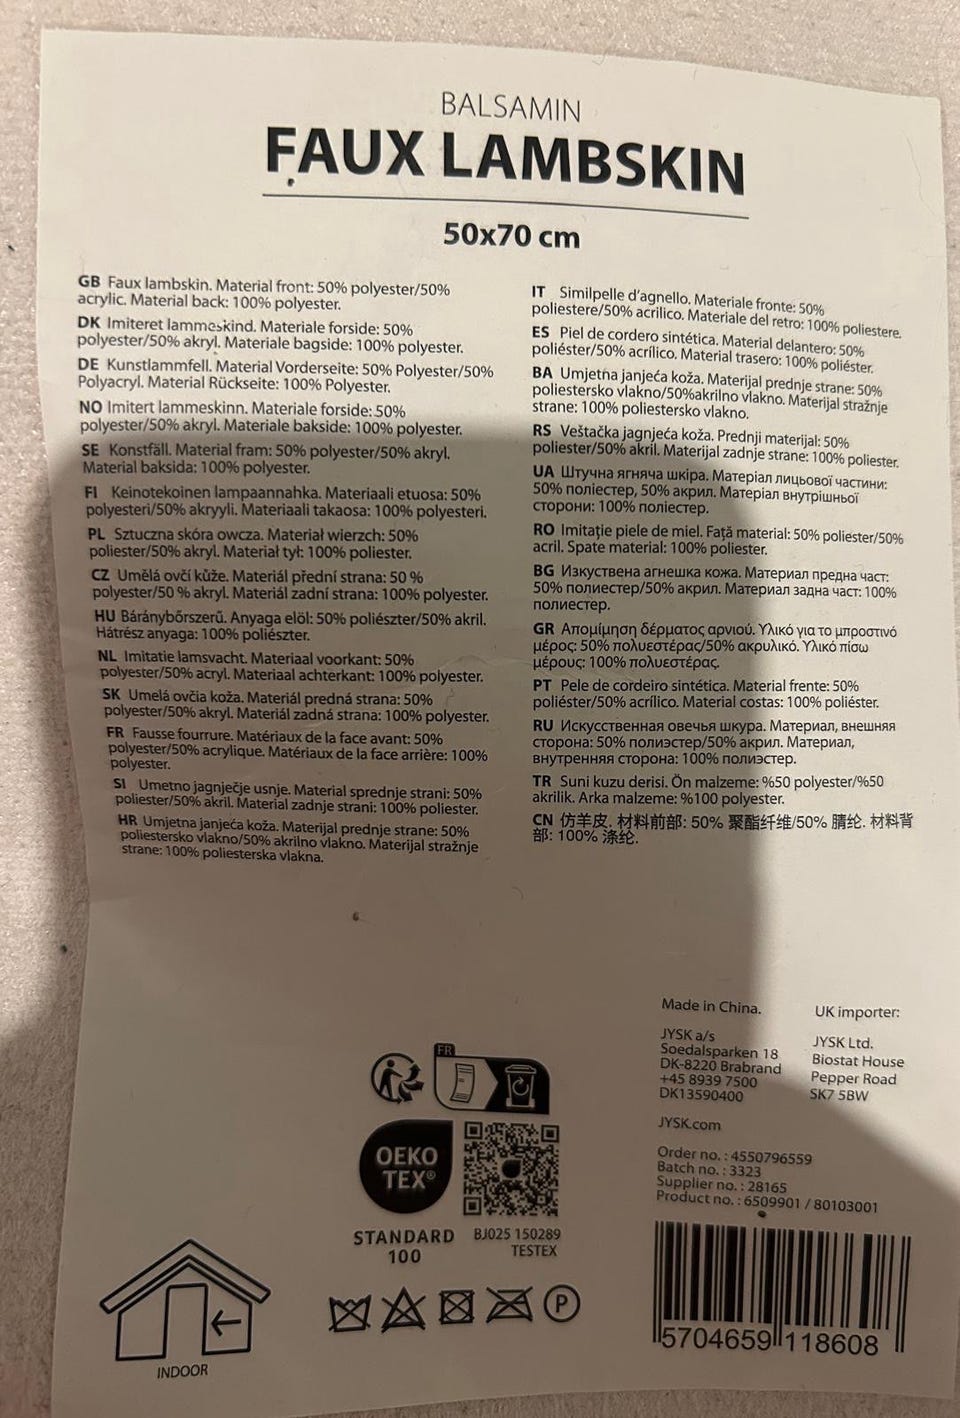 BALSAMIN
FAUX LAMBSKIN
50x70 cm
GB Faux lambskin. Material front: 50% polyester/50%
acrylic. Material back: 100% polyester.
DK Imiteret lammeskind. Materiale forside: 50%
polyester/50% akryl. Materiale bagside: 100% polyester.
DE Kunstlammfell. Material Vorderseite: 50% Polyester/50%
Polyacryl. Material Rückseite: 100% Polyester.
NO Imitert lammeskinn. Materiale forside: 50%
polyester/50% akryl. Materiale bakside: 100% polyester.
SE Konstfäll. Material fram: 50% polyester/50% akryl.
Material baksida: 100% polyester.
FI Keinotekoinen lampaannahka. Materiaali etuosa: 50%
polyesteri/50% akryyli. Materiaali takaosa: 100% polyesteri.
PL Sztuczna skóra owcza. Materiał wierzch: 50%
poliester/50% akryl. Materiał tył: 100% poliester.
CZ Umělá ovčí kůže. Materiál přední strana: 50 %
polyester/50 % akryl. Materiál zadní strana: 100% polyester.
HU Báránybőrszerű. Anyaga elöl: 50% poliészter/50% akril.
Hátrész anyaga: 100% poliészter.
NL Imitatie lamsvacht. Materiaal voorkant: 50%
polyester/50% acryl. Materiaal achterkant: 100% polyester.
SK Umelá ovčia koža. Materiál predná strana: 50%
polyester/50% akryl. Materiál zadná strana: 100% polyester.
FR Fausse fourrure. Matériaux de la face avant: 50%
polyester/50% acrylique. Matériaux de la face arrière: 100%
polyester.
SI Umetno jagnječje usnje. Material sprednje strani: 50%
poliester/50% akril. Material zadnje strani: 100% poliester.
HR Umjetna janjeća koža. Materijal prednje strane: 50%
poliestersko vlakno/50% akrilno vlakno. Materijal stražnje
strane: 100% poliesterska vlakna.
IT Similpelle d'agnello. Materiale fronte: 50%
poliestere/50% acrilico. Materiale del retro: 100% poliestere.
ES Piel de cordero sintética. Material delantero: 50%
poliéster/50% acrílico. Material trasero: 100% poliéster.
BA Umjetna janjeća koža. Materijal prednje strane: 50%
poliestersko vlakno/50%akrilno vlakno. Materijal stražnje
strane: 100% poliestersko vlakno.
RS Veštačka jagnjeća koža. Prednji materijal: 50%
poliester/50% akril. Materijal zadnje strane: 100% poliester.
UA Штучна ягняча шкіра. Матеріал лицьової частини:
50% поліестер, 50% акрил. Матеріал внутрішньої
сторони: 100% поліестер.
RO Imitație piele de miel. Față material: 50% poliester/50%
acril. Spate material: 100% poliester.
BG Изкуствена агнешка кожа. Материал предна част:
50% полиестер/50% акрил. Материал задна част: 100%
полиестер.
GR Απομίμηση δέρματος αρνιού. Υλικό για το μπροστινό
μέρος: 50% πολυεστέρας/50% ακρυλικό. Υλικό πίσω
μέρους: 100% πολυεστέρας.
PT Pele de cordeiro sintética. Material frente: 50%
poliéster/50% acrílico. Material costas: 100% poliéster.
RU Искусственная овечья шкура. Материал, внешняя
сторона: 50% полиэстер/50% акрил. Материал,
внутренняя сторона: 100% полиэстер.
TR Suni kuzu derisi. Ön malzeme: %50 polyester/%50
akrilik. Arka malzeme: %100 polyester.
CN 仿羊皮. 材料前部: 50% 聚酯纤维/50% 腈纶. 材料背
部: 100% 涤纶.
Made in China.
JYSK a/s
Soedalsparken 18
DK-8220 Brabrand
+45 8939 7500
DK13590400
JYSK.com
UK importer:
JYSK Ltd.
Biostat House
Pepper Road
SK7 5BW
Order no. : 4550796559
Batch no. : 3323
Supplier no. : 28165
Product no. : 6509901 / 80103001
FR
OEKO
TEX®
STANDARD
100
BJ025 150289
TESTEX
INDOOR
P
5704659 118608